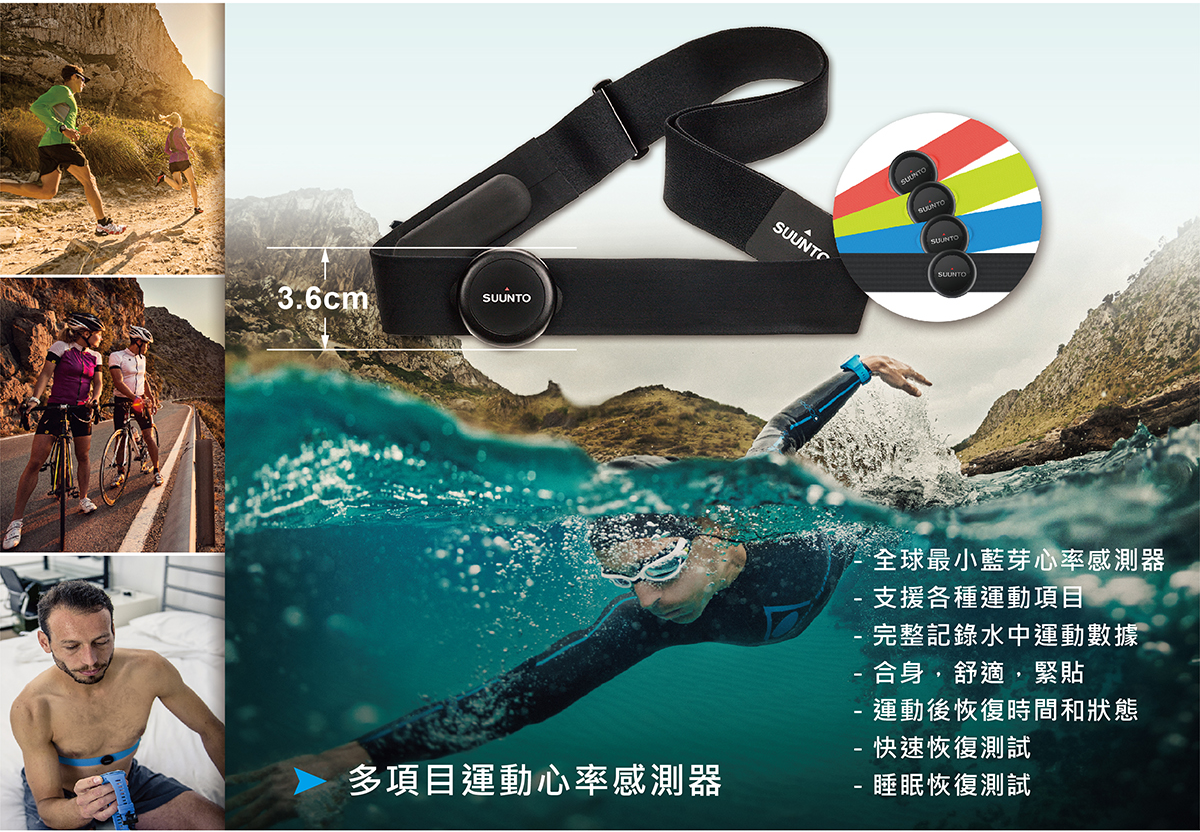 SUUNTO
SUUNTO
SUUNTO
SUUNTO
SUUNTO
3.6cm
SUUNTO
- 全球最小藍芽心率感測器
- 支援各種運動項目
- 完整記錄水中運動數據
- 合身，舒適，緊貼
- 運動後恢復時間和狀態
- 快速恢復測試
- 睡眠恢復測試
多項目運動心率感測器